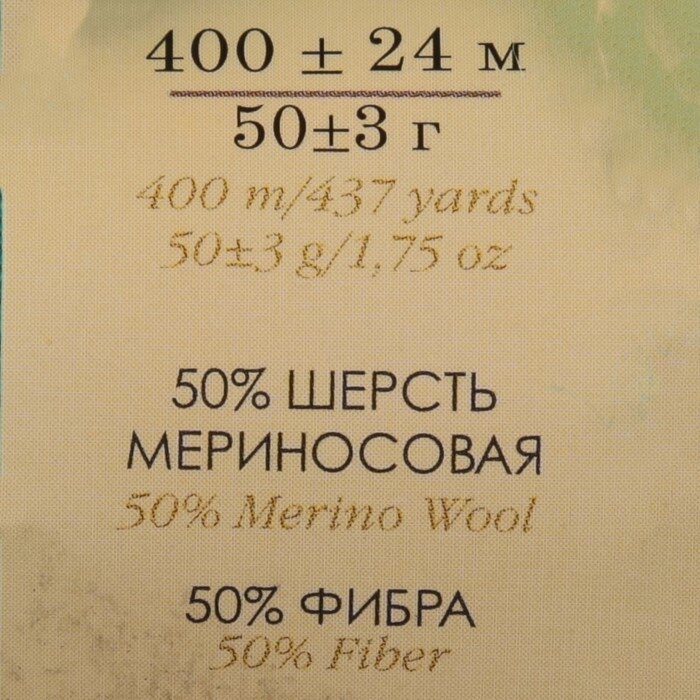 400 ± 24 м
50±3 г
400 m/437 yards
50±3 g/1,75 oz
50% ШЕРСТЬ
МЕРИНОСОВАЯ
50% Merino Wool
50% ФИБРА
50% Fiber